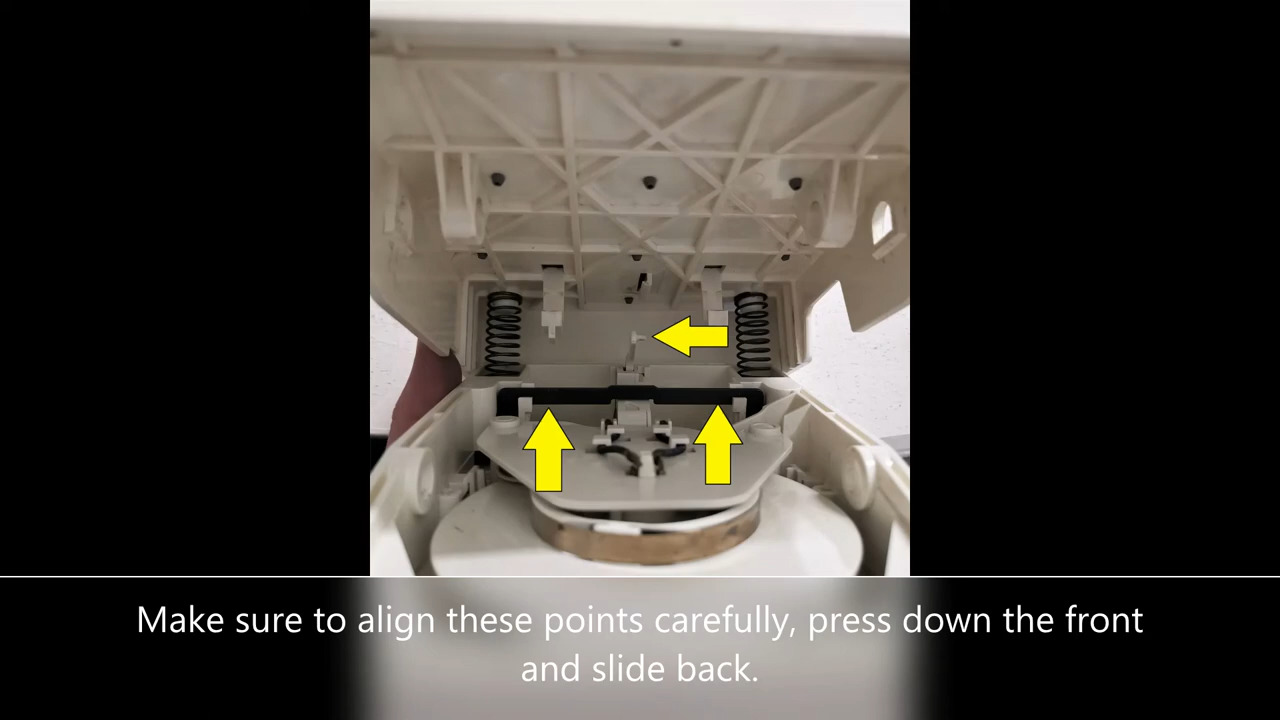 Make sure to align these points carefully, press down the front
and slide back.